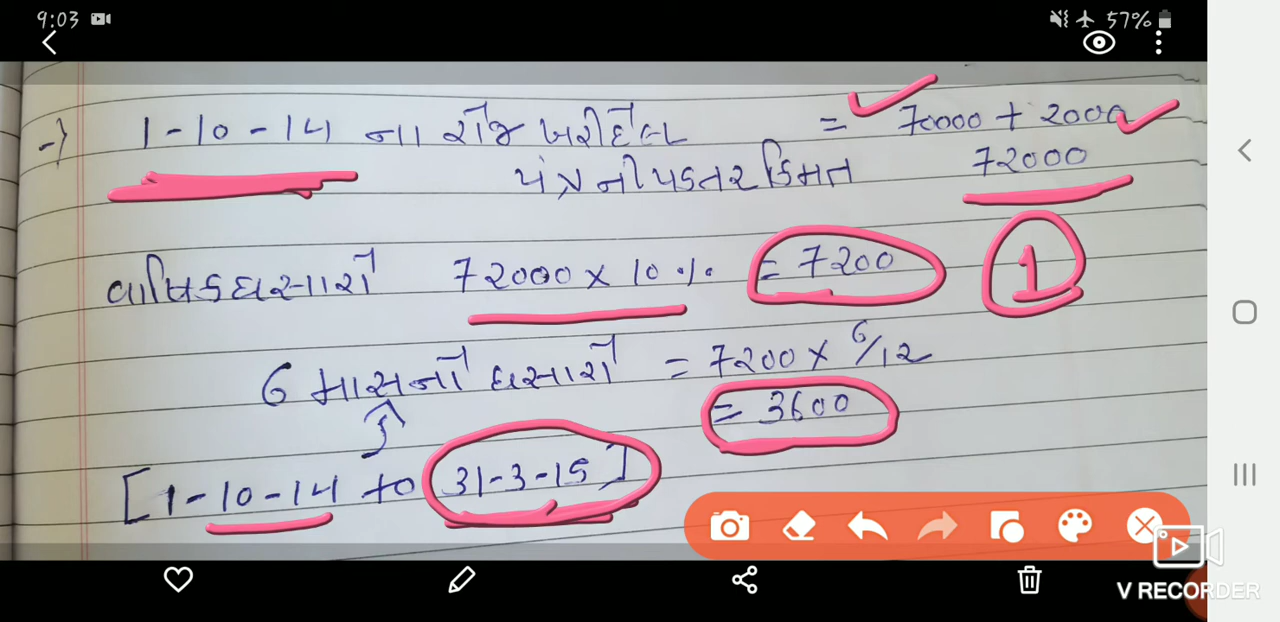 9:03 57%
→ 1-10-14 ના રોજ ખરીદેલ = 70000 + 2000
યંત્રની પડતર કિંમત 72000
વાર્ષિક ઘસારો 72000 × 10 % = 7200 1
6 માસનો ઘસારો = 7200 × 6/12
= 3600
[1-10-14 to 31-3-15]
V RECORDER